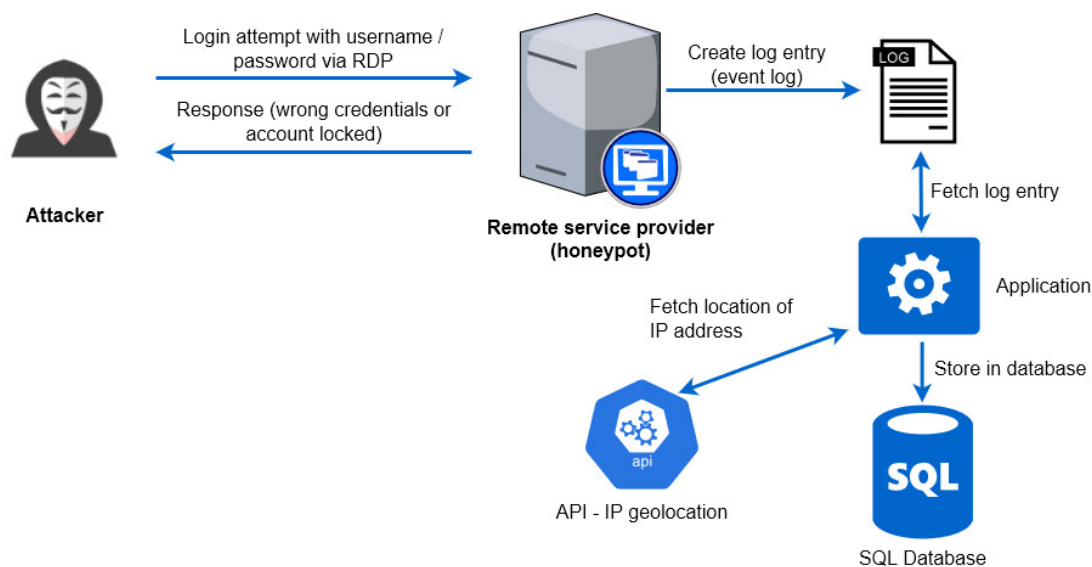 Login attempt with username /
password via RDP
Response (wrong credentials or
account locked)
Attacker
Remote service provider
(honeypot)
Create log entry
(event log)
LOG
Fetch log entry
Application
Fetch location of
IP address
Store in database
api
API - IP geolocation
SQL
SQL Database